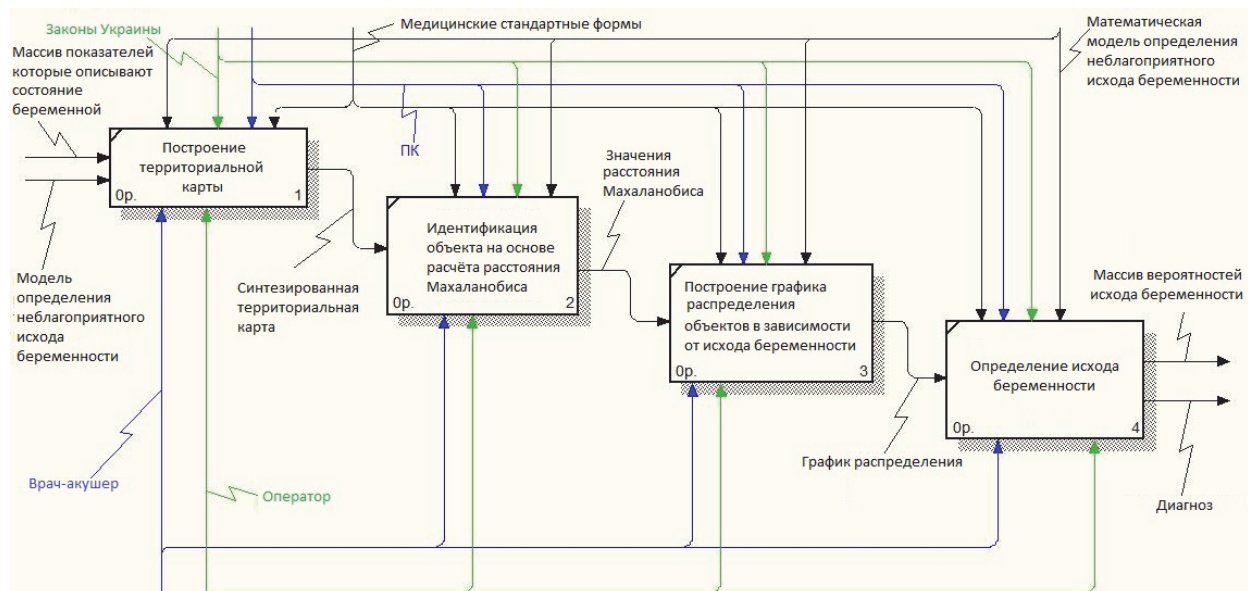 Законы Украины
Медицинские стандартные формы
Математическая
модель определения
неблагоприятного
исхода беременности
Массив показателей
которые описывают
состояние
беременной
ПК
Построение
территориальной
карты
0р.
1
Значения
расстояния
Махаланобиса
Идентификация
объекта на основе
расчёта расстояния
Махаланобиса
0р.
2
Модель
определения
неблагоприятного
исхода
беременности
Синтезированная
территориальная
карта
Построение графика
распределения
объектов в зависимости
от исхода беременности
0р.
3
Массив вероятностей
исхода беременности
Определение исхода
беременности
0р.
4
График распределения
Врач-акушер
Оператор
Диагноз